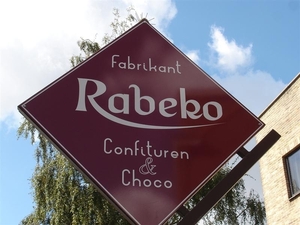 Fabrikant
Rabeko
Confituren
&
Choco